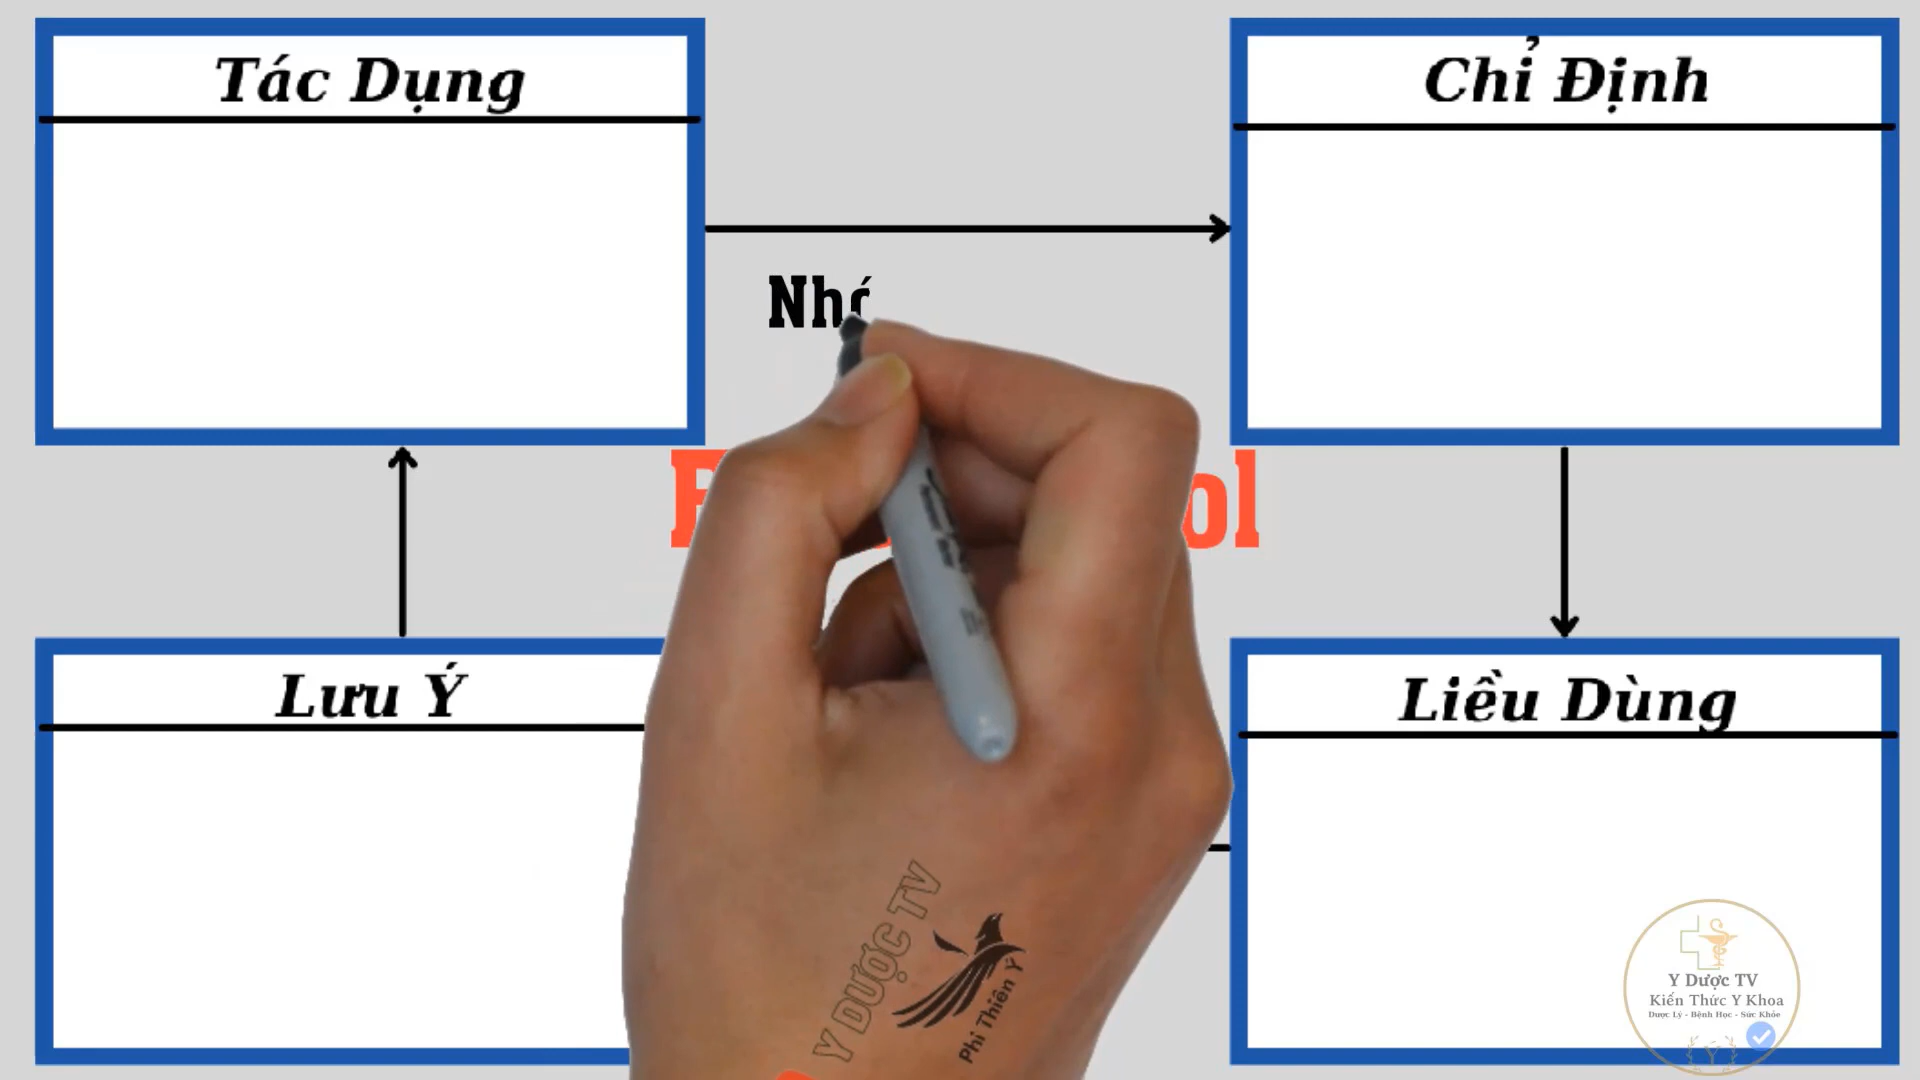 Tác Dụng
Chỉ Định
Lưu Ý
Liều Dùng
Y DƯỢC TV
Phi Thiên Ý
Y Dược TV
Kiến Thức Y Khoa
Dược Lý - Bệnh Học - Sức Khỏe